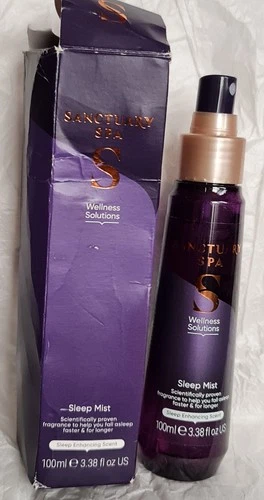 SANCTUARY
SPA
S
Wellness
Solutions
Sleep Mist
Scientifically proven
fragrance to help you fall asleep
faster & for longer
Sleep Enhancing Scent
100ml ℮ 3.38 fl oz US
SANCTUARY
SPA
S
Wellness
Solutions
Sleep Mist
Scientifically proven
fragrance to help you fall asleep
faster & for longer
Sleep Enhancing Scent
100ml ℮ 3.38 fl oz US